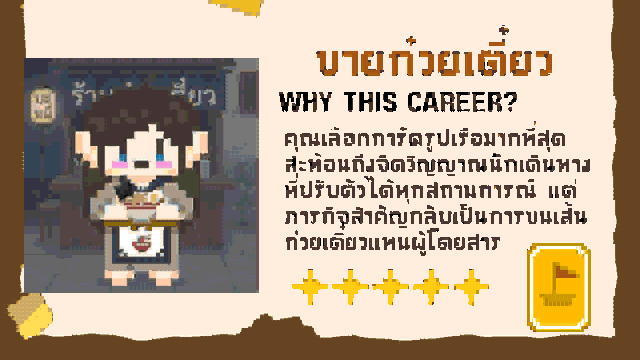 ขายก๋วยเตี๋ยว
WHY THIS CAREER?
คุณเลือกการ์ดรูปเรือมากที่สุด
สะท้อนถึงจิตวิญญาณนักเดินทาง
ที่ปรับตัวได้ทุกสถานการณ์ แต่
ภารกิจสำคัญกลับเป็นการขนเส้น
ก๋วยเตี๋ยวแทนผู้โดยสาร